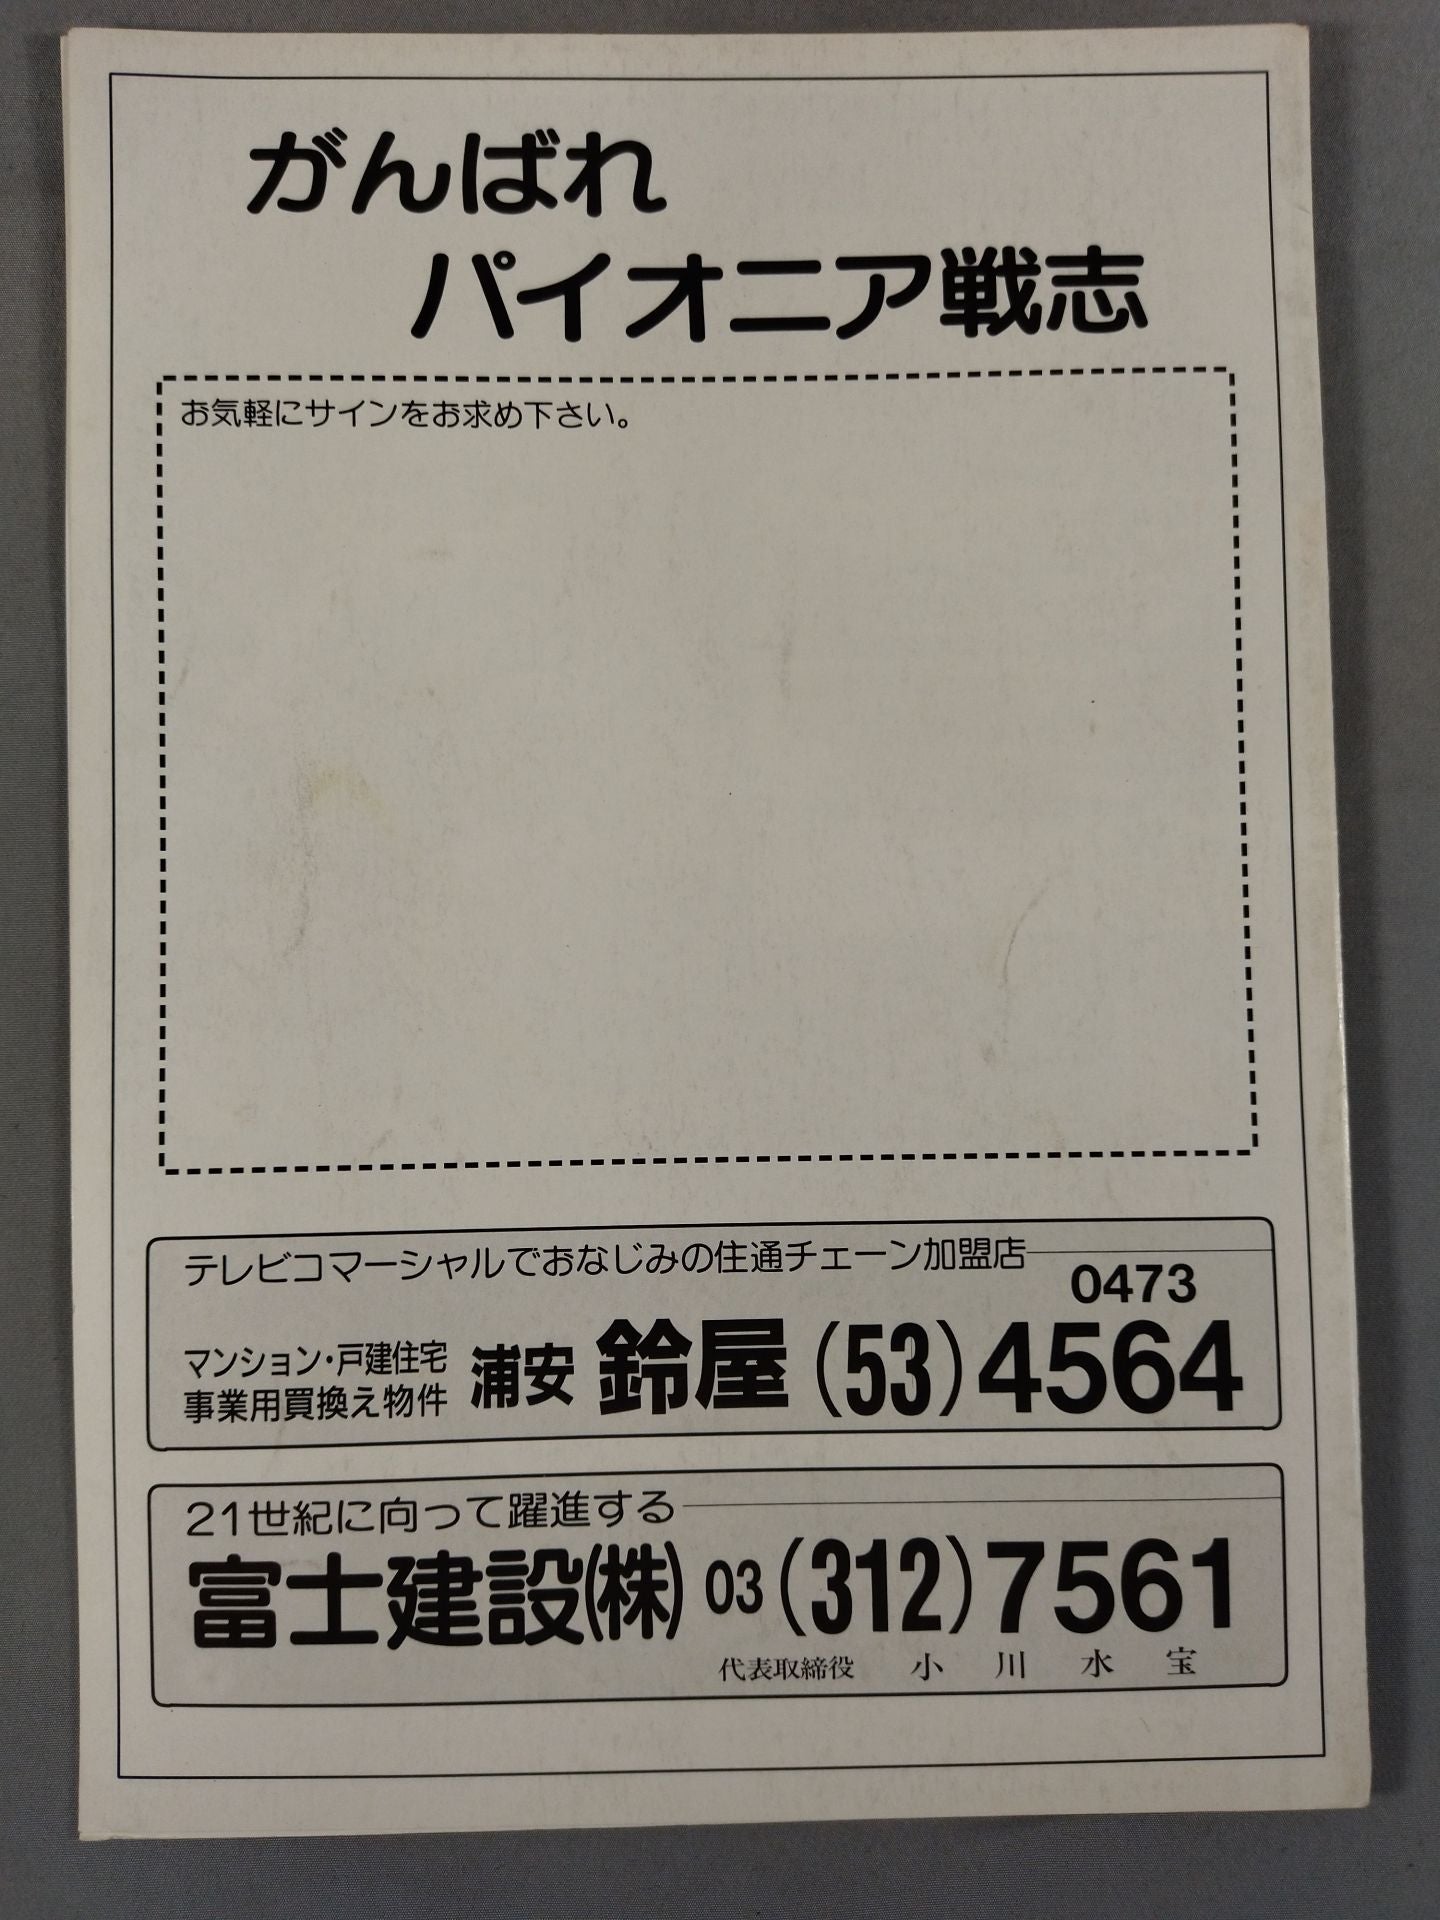 がんばれ
パイオニア戦志
お気軽にサインをお求め下さい。
テレビコマーシャルでおなじみの住通チェーン加盟店
0473
マンション・戸建住宅
事業用買換え物件
浦安 鈴屋 (53)4564
21世紀に向って躍進する
富士建設(株) 03(312)7561
代表取締役 小川水宝